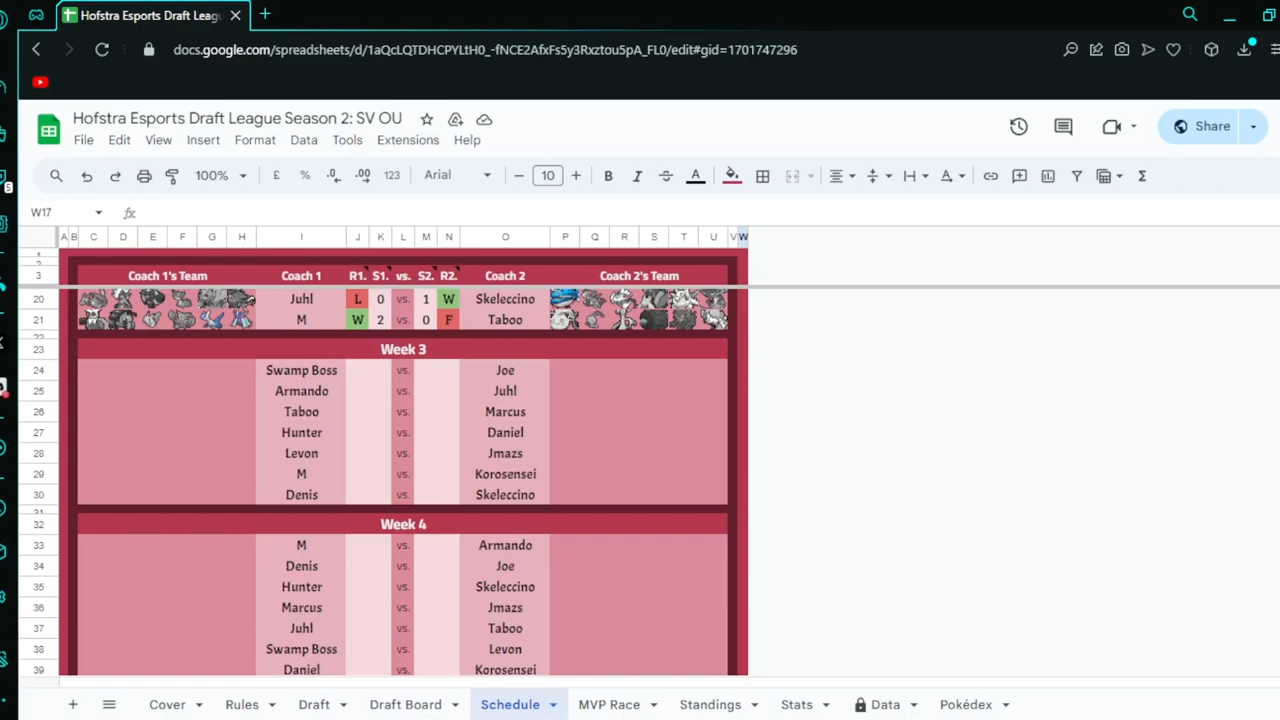 Hofstra Esports Draft Leag
docs.google.com/spreadsheets/d/1aQcLQTDHCPYLtH0_-fNCE2AfxFs5y3Rxztou5pA_FL0/edit#gid=1701747296
Hofstra Esports Draft League Season 2: SV OU
File Edit View Insert Format Data Tools Extensions Help
Share
100% £ % .0 .00 123 Arial 10 B I A
W17 fx
A B C D E F G H I J K L M N O P Q R S T U V W
1
2
3 Coach 1's Team Coach 1 R1. S1. vs. S2. R2. Coach 2 Coach 2's Team
20 Juhl L 0 vs. 1 W Skeleccino
21 M W 2 vs. 0 F Taboo
22
23 Week 3
24 Swamp Boss vs. Joe
25 Armando vs. Juhl
26 Taboo vs. Marcus
27 Hunter vs. Daniel
28 Levon vs. Jmazs
29 M vs. Korosensei
30 Denis vs. Skeleccino
31
32 Week 4
33 M vs. Armando
34 Denis vs. Joe
35 Hunter vs. Skeleccino
36 Marcus vs. Jmazs
37 Juhl vs. Taboo
38 Swamp Boss vs. Levon
39 Daniel vs. Korosensei
Cover Rules Draft Draft Board Schedule MVP Race Standings Stats Data Pokédex